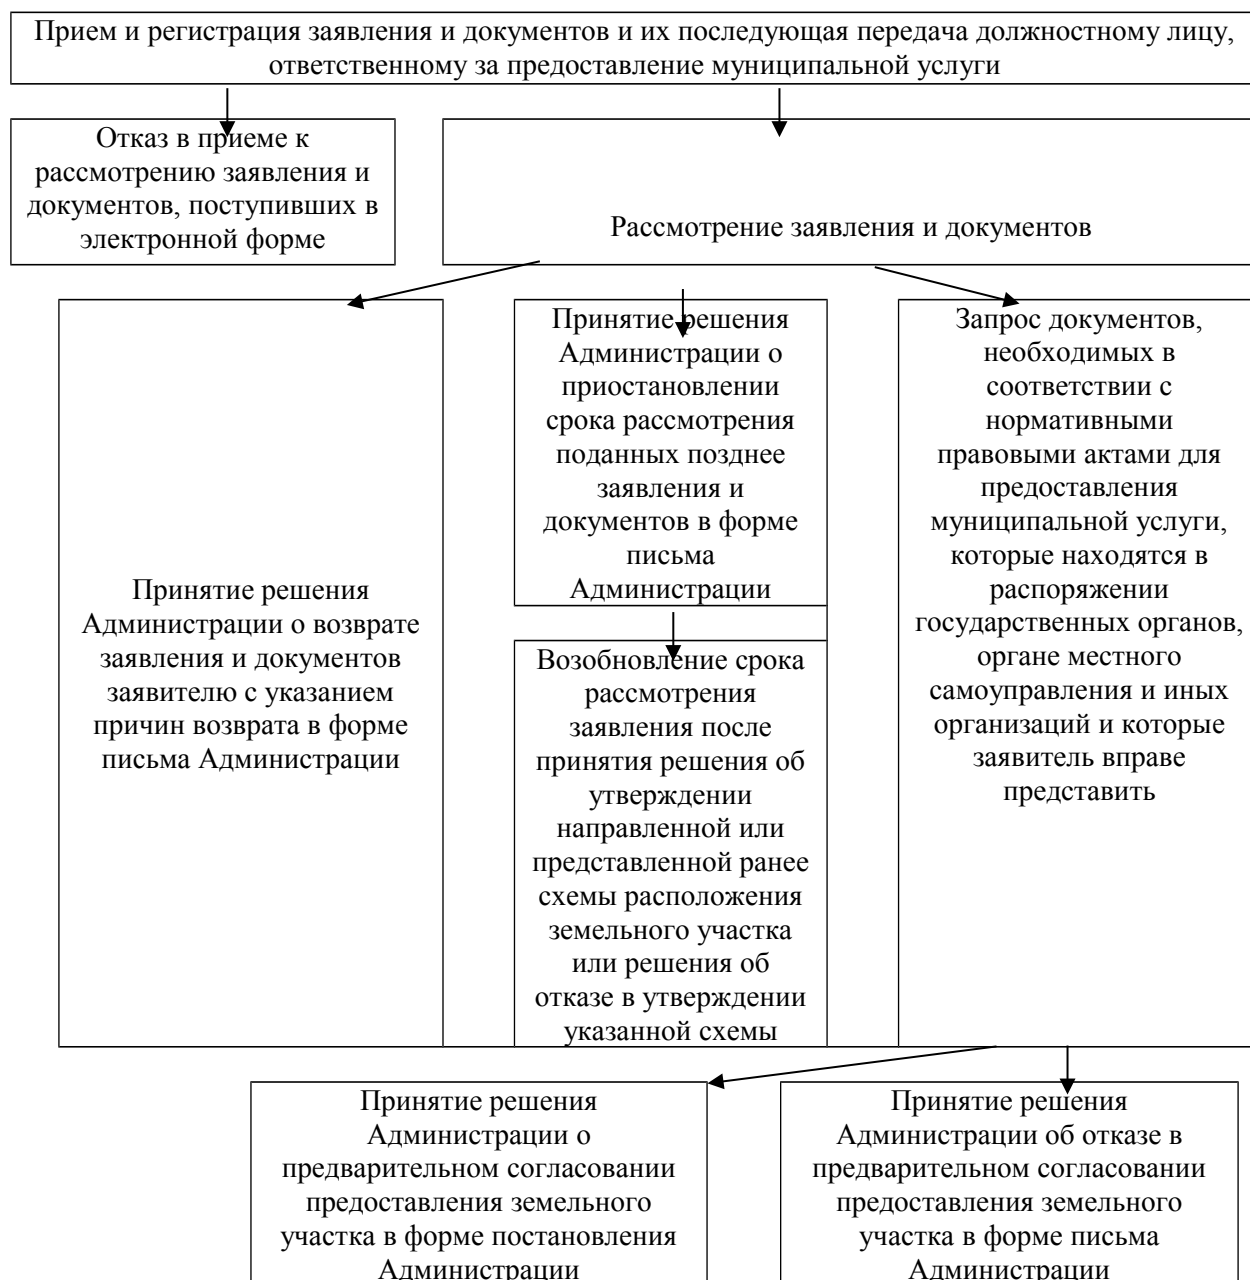 Прием и регистрация заявления и документов и их последующая передача должностному лицу,
ответственному за предоставление муниципальной услуги
Отказ в приеме к
рассмотрению заявления и
документов, поступивших в
электронной форме
Рассмотрение заявления и документов
Принятие решения
Администрации о возврате
заявления и документов
заявителю с указанием
причин возврата в форме
письма Администрации
Принятие решения
Администрации о
приостановлении
срока рассмотрения
поданных позднее
заявления и
документов в форме
письма
Администрации
Возобновление срока
рассмотрения
заявления после
принятия решения об
утверждении
направленной или
представленной ранее
схемы расположения
земельного участка
или решения об
отказе в утверждении
указанной схемы
Запрос документов,
необходимых в
соответствии с
нормативными
правовыми актами для
предоставления
муниципальной услуги,
которые находятся в
распоряжении
государственных органов,
органе местного
самоуправления и иных
организаций и которые
заявитель вправе
представить
Принятие решения
Администрации о
предварительном согласовании
предоставления земельного
участка в форме постановления
Администрации
Принятие решения
Администрации об отказе в
предварительном согласовании
предоставления земельного
участка в форме письма
Администрации